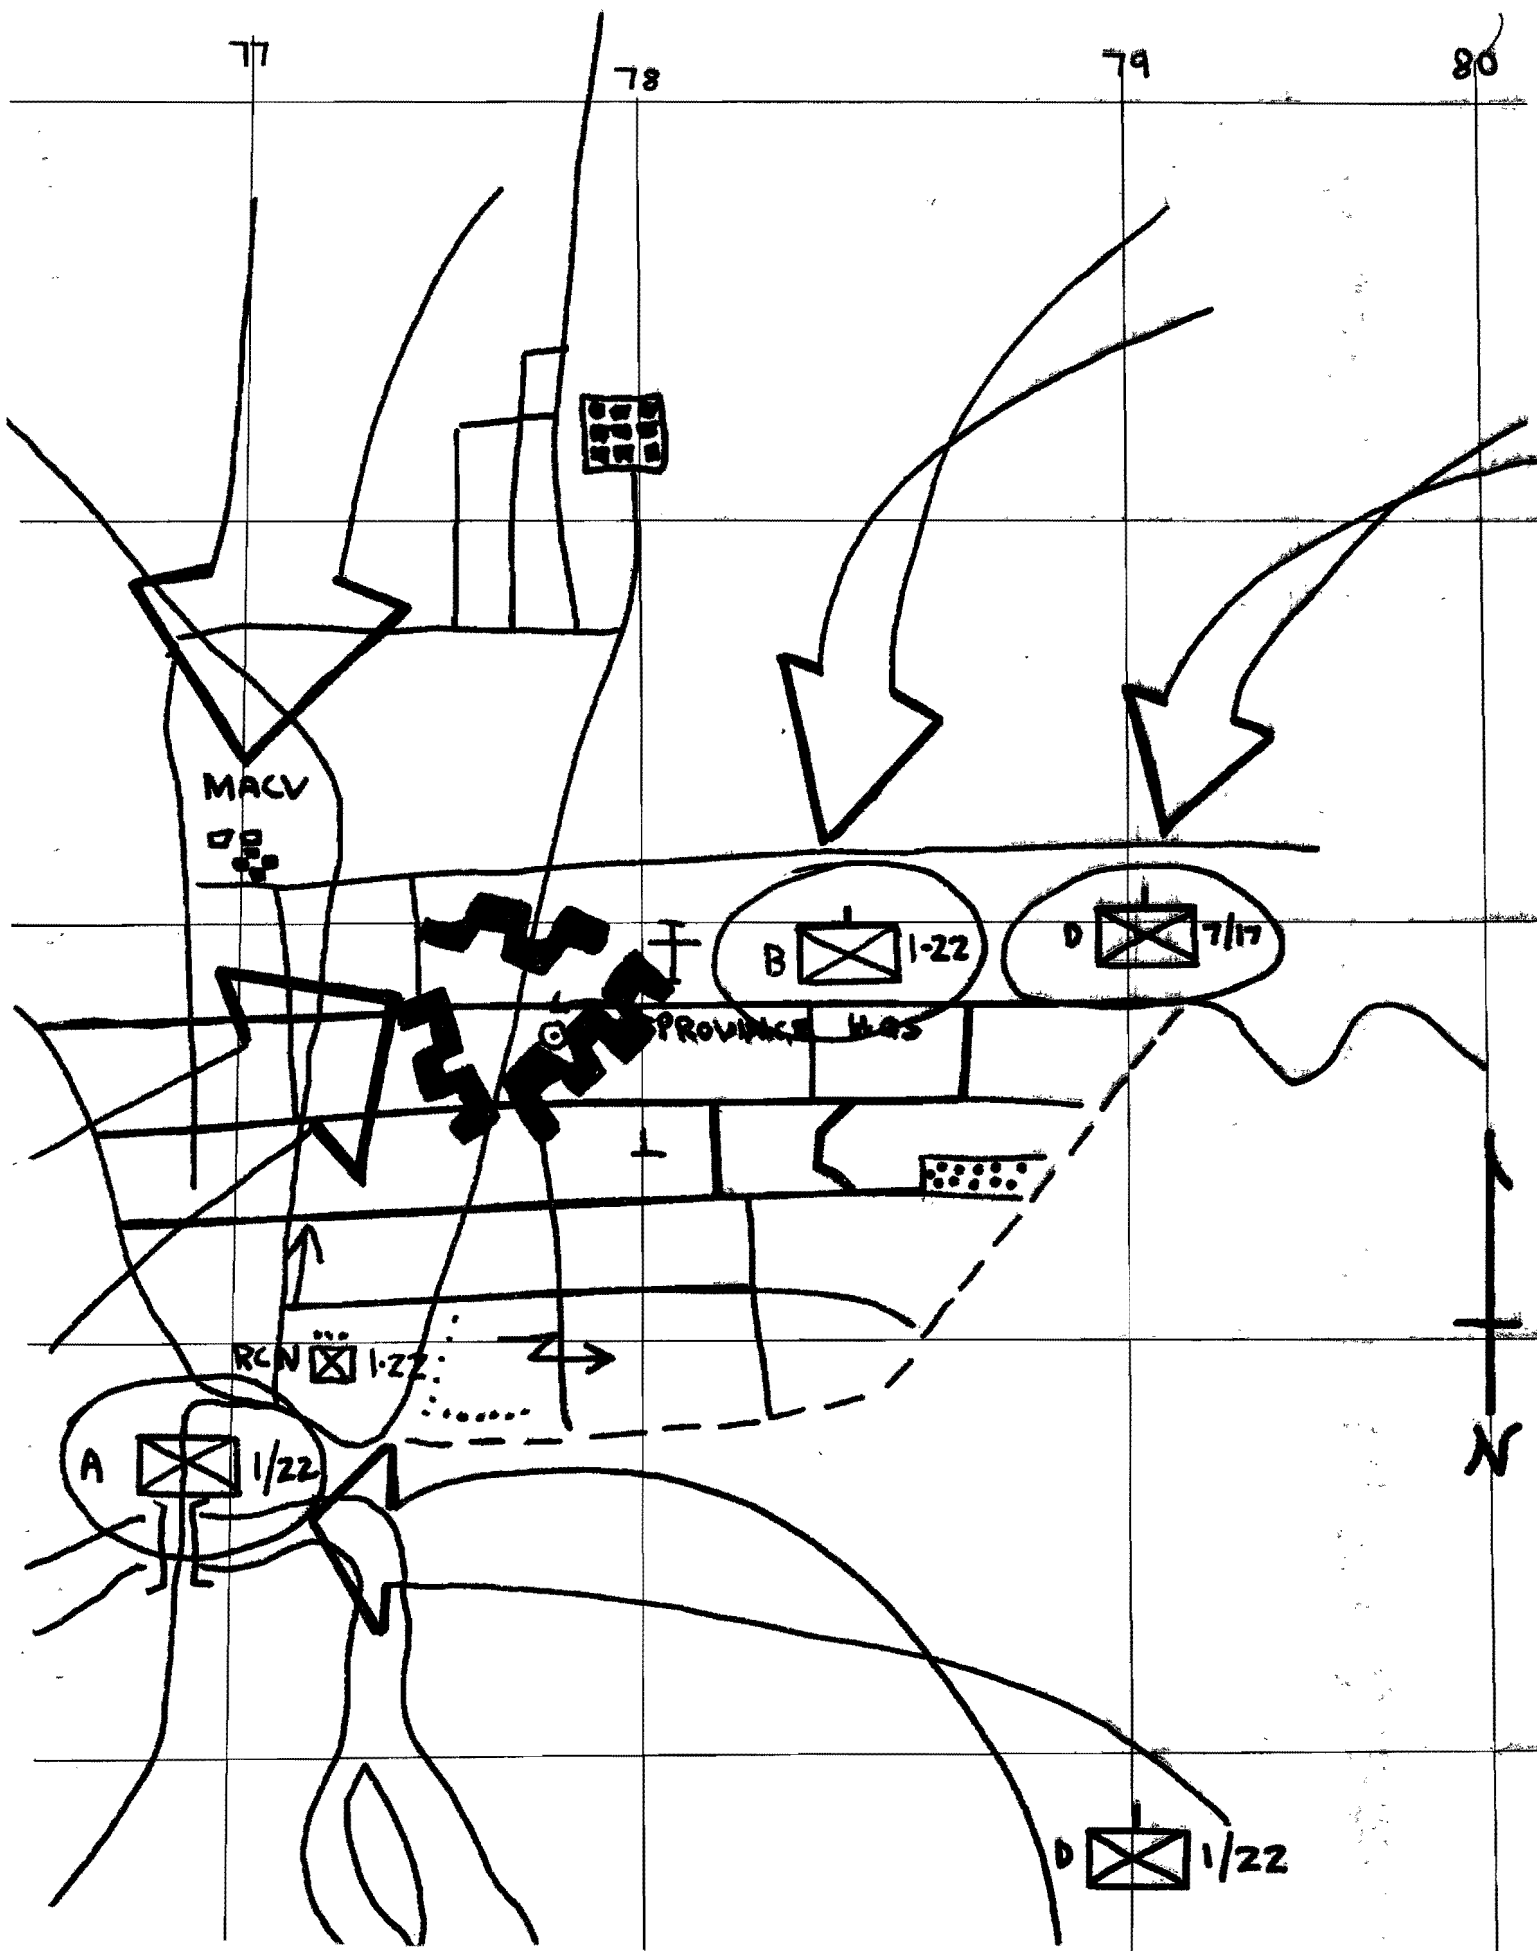 77
78
79
80
MACV
B 1-22
D 7/17
PROVINCE HQS
RCN 1-22
A 1/22
N
D 1/22